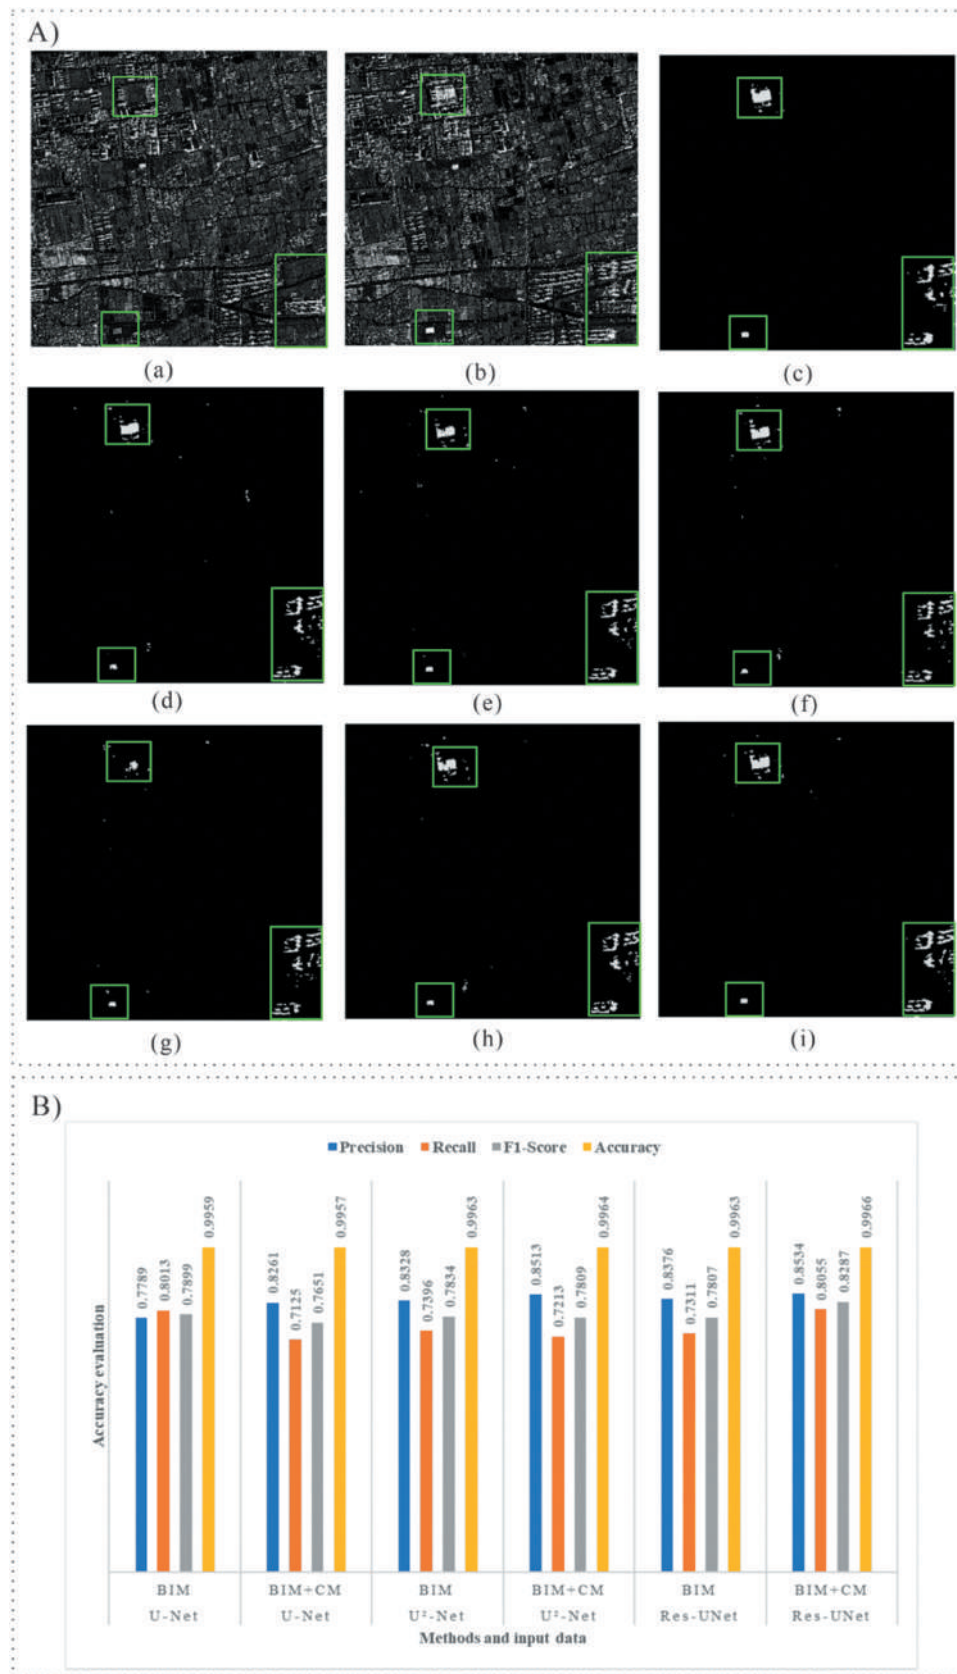 A)
(a) (b) (c)
(d) (e) (f)
(g) (h) (i)
B)
Precision Recall F1-Score Accuracy
Accuracy evaluation
0.7789 0.8013 0.7899 0.9959
0.8261 0.7125 0.7651 0.9957
0.8328 0.7396 0.7834 0.9963
0.8513 0.7213 0.7809 0.9964
0.8376 0.7311 0.7807 0.9963
0.8534 0.8055 0.8287 0.9966
BIM BIM+CM BIM BIM+CM BIM BIM+CM
U-Net U-Net U²-Net U²-Net Res-UNet Res-UNet
Methods and input data